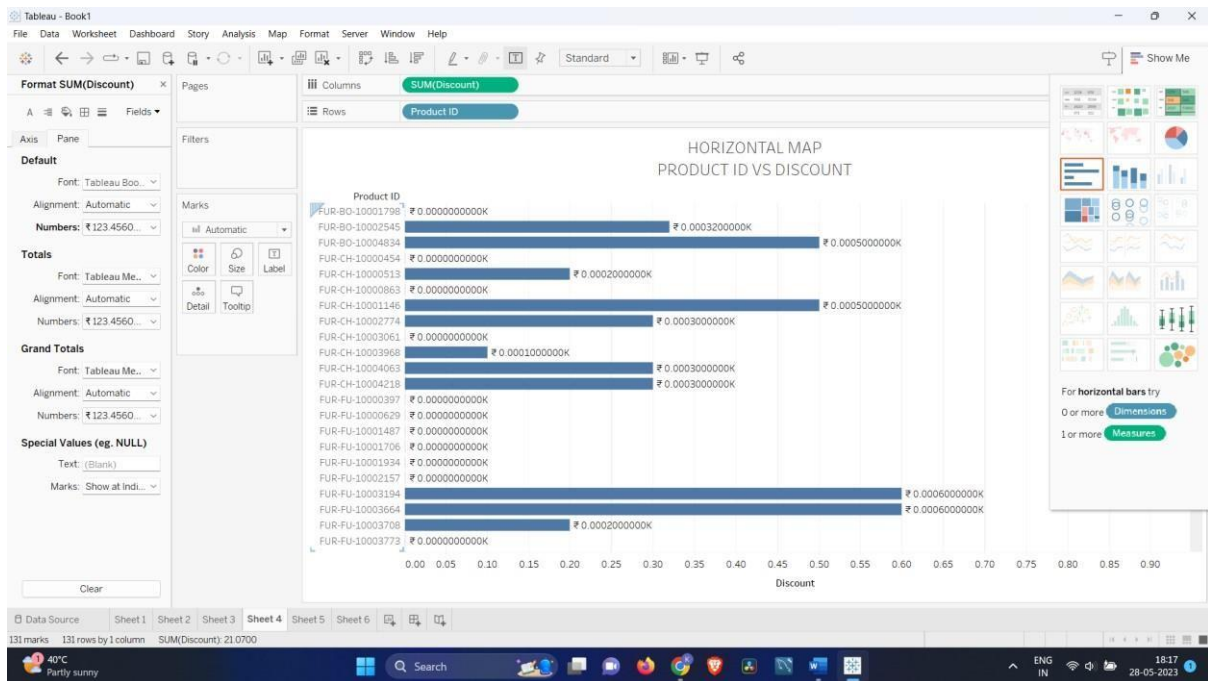 Tableau - Book1
File Data Worksheet Dashboard Story Analysis Map Format Server Window Help
Standard
Show Me
Format SUM(Discount) ×
Fields
Axis Pane
Default
Font: Tableau Boo..
Alignment: Automatic
Numbers: ₹123.4560...
Totals
Font: Tableau Me..
Alignment: Automatic
Numbers: ₹123.4560...
Grand Totals
Font: Tableau Me..
Alignment: Automatic
Numbers: ₹123.4560...
Special Values (eg. NULL)
Text: (Blank)
Marks: Show at Indi...
Clear
Pages
Filters
Marks
Automatic
Color Size Label
Detail Tooltip
Columns SUM(Discount)
Rows Product ID
HORIZONTAL MAP
PRODUCT ID VS DISCOUNT
Product ID
FUR-BO-10001798 ₹0.0000000000K
FUR-BO-10002545 ₹0.0003200000K
FUR-BO-10004834 ₹0.0005000000K
FUR-CH-10000454 ₹0.0000000000K
FUR-CH-10000513 ₹0.0002000000K
FUR-CH-10000863 ₹0.0000000000K
FUR-CH-10001146 ₹0.0005000000K
FUR-CH-10002774 ₹0.0003000000K
FUR-CH-10003061 ₹0.0000000000K
FUR-CH-10003968 ₹0.0001000000K
FUR-CH-10004063 ₹0.0003000000K
FUR-CH-10004218 ₹0.0003000000K
FUR-FU-10000397 ₹0.0000000000K
FUR-FU-10000629 ₹0.0000000000K
FUR-FU-10001487 ₹0.0000000000K
FUR-FU-10001706 ₹0.0000000000K
FUR-FU-10001934 ₹0.0000000000K
FUR-FU-10002157 ₹0.0000000000K
FUR-FU-10003194 ₹0.0006000000K
FUR-FU-10003664 ₹0.0006000000K
FUR-FU-10003708 ₹0.0002000000K
FUR-FU-10003773 ₹0.0000000000K
0.00 0.05 0.10 0.15 0.20 0.25 0.30 0.35 0.40 0.45 0.50 0.55 0.60 0.65 0.70 0.75 0.80 0.85 0.90
Discount
For horizontal bars try
0 or more Dimensions
1 or more Measures
Data Source Sheet 1 Sheet 2 Sheet 3 Sheet 4 Sheet 5 Sheet 6
131 marks 131 rows by 1 column SUM(Discount): 21.0700
40°C
Partly sunny
Search
ENG
IN
18:17
28-05-2023